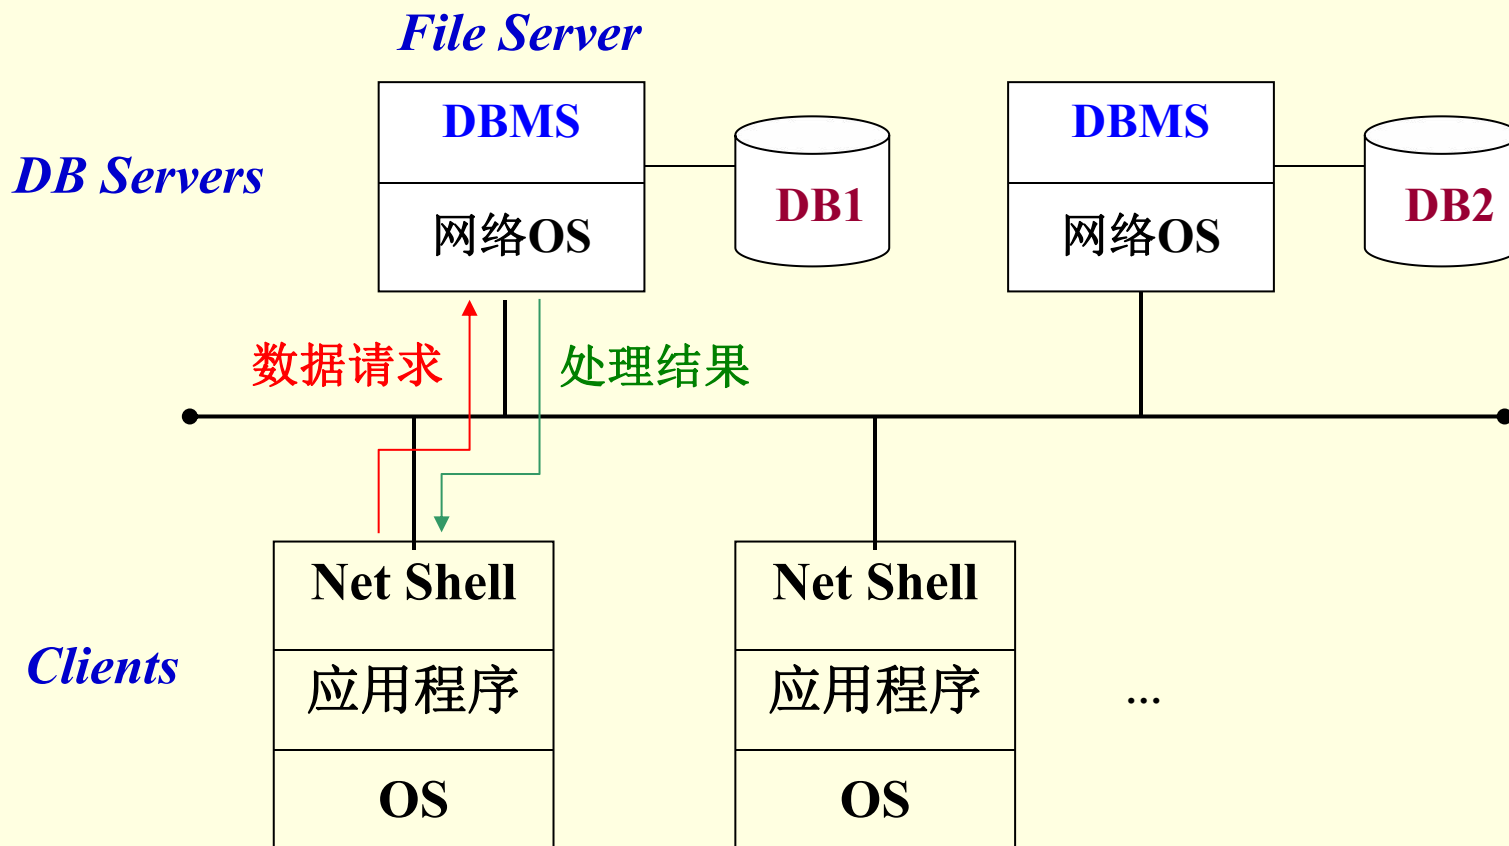 File Server
DBMS
DBMS
DB Servers
DB1
DB2
网络OS
网络OS
数据请求
处理结果
Net Shell
Net Shell
Clients
应用程序
应用程序
...
OS
OS